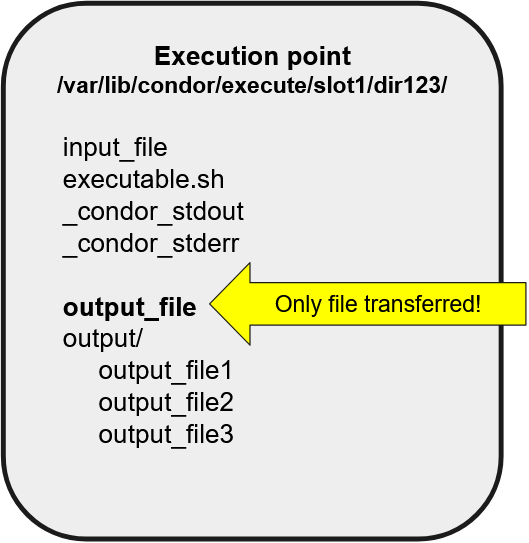 Execution point
/var/lib/condor/execute/slot1/dir123/
input_file
executable.sh
_condor_stdout
_condor_stderr
output_file
Only file transferred!
output/
output_file1
output_file2
output_file3